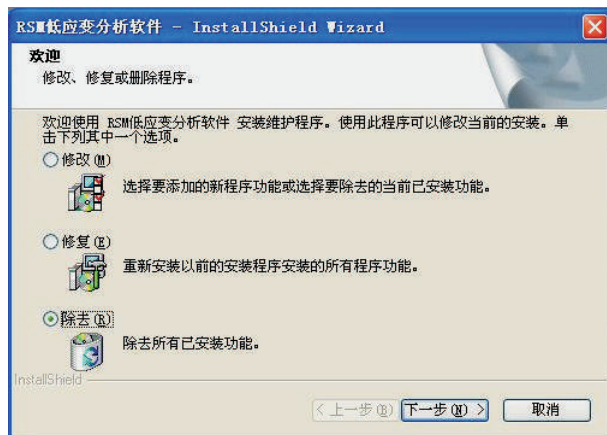 RSM低应变分析软件 - InstallShield Wizard
欢迎
修改、修复或删除程序。
欢迎使用 RSM低应变分析软件 安装维护程序。使用此程序可以修改当前的安装。单
击下列其中一个选项。
修改(M)
选择要添加的新程序功能或选择要除去的当前已安装功能。
修复(E)
重新安装以前的安装程序安装的所有程序功能。
除去(R)
除去所有已安装功能。
InstallShield
< 上一步(B) 下一步(N) > 取消